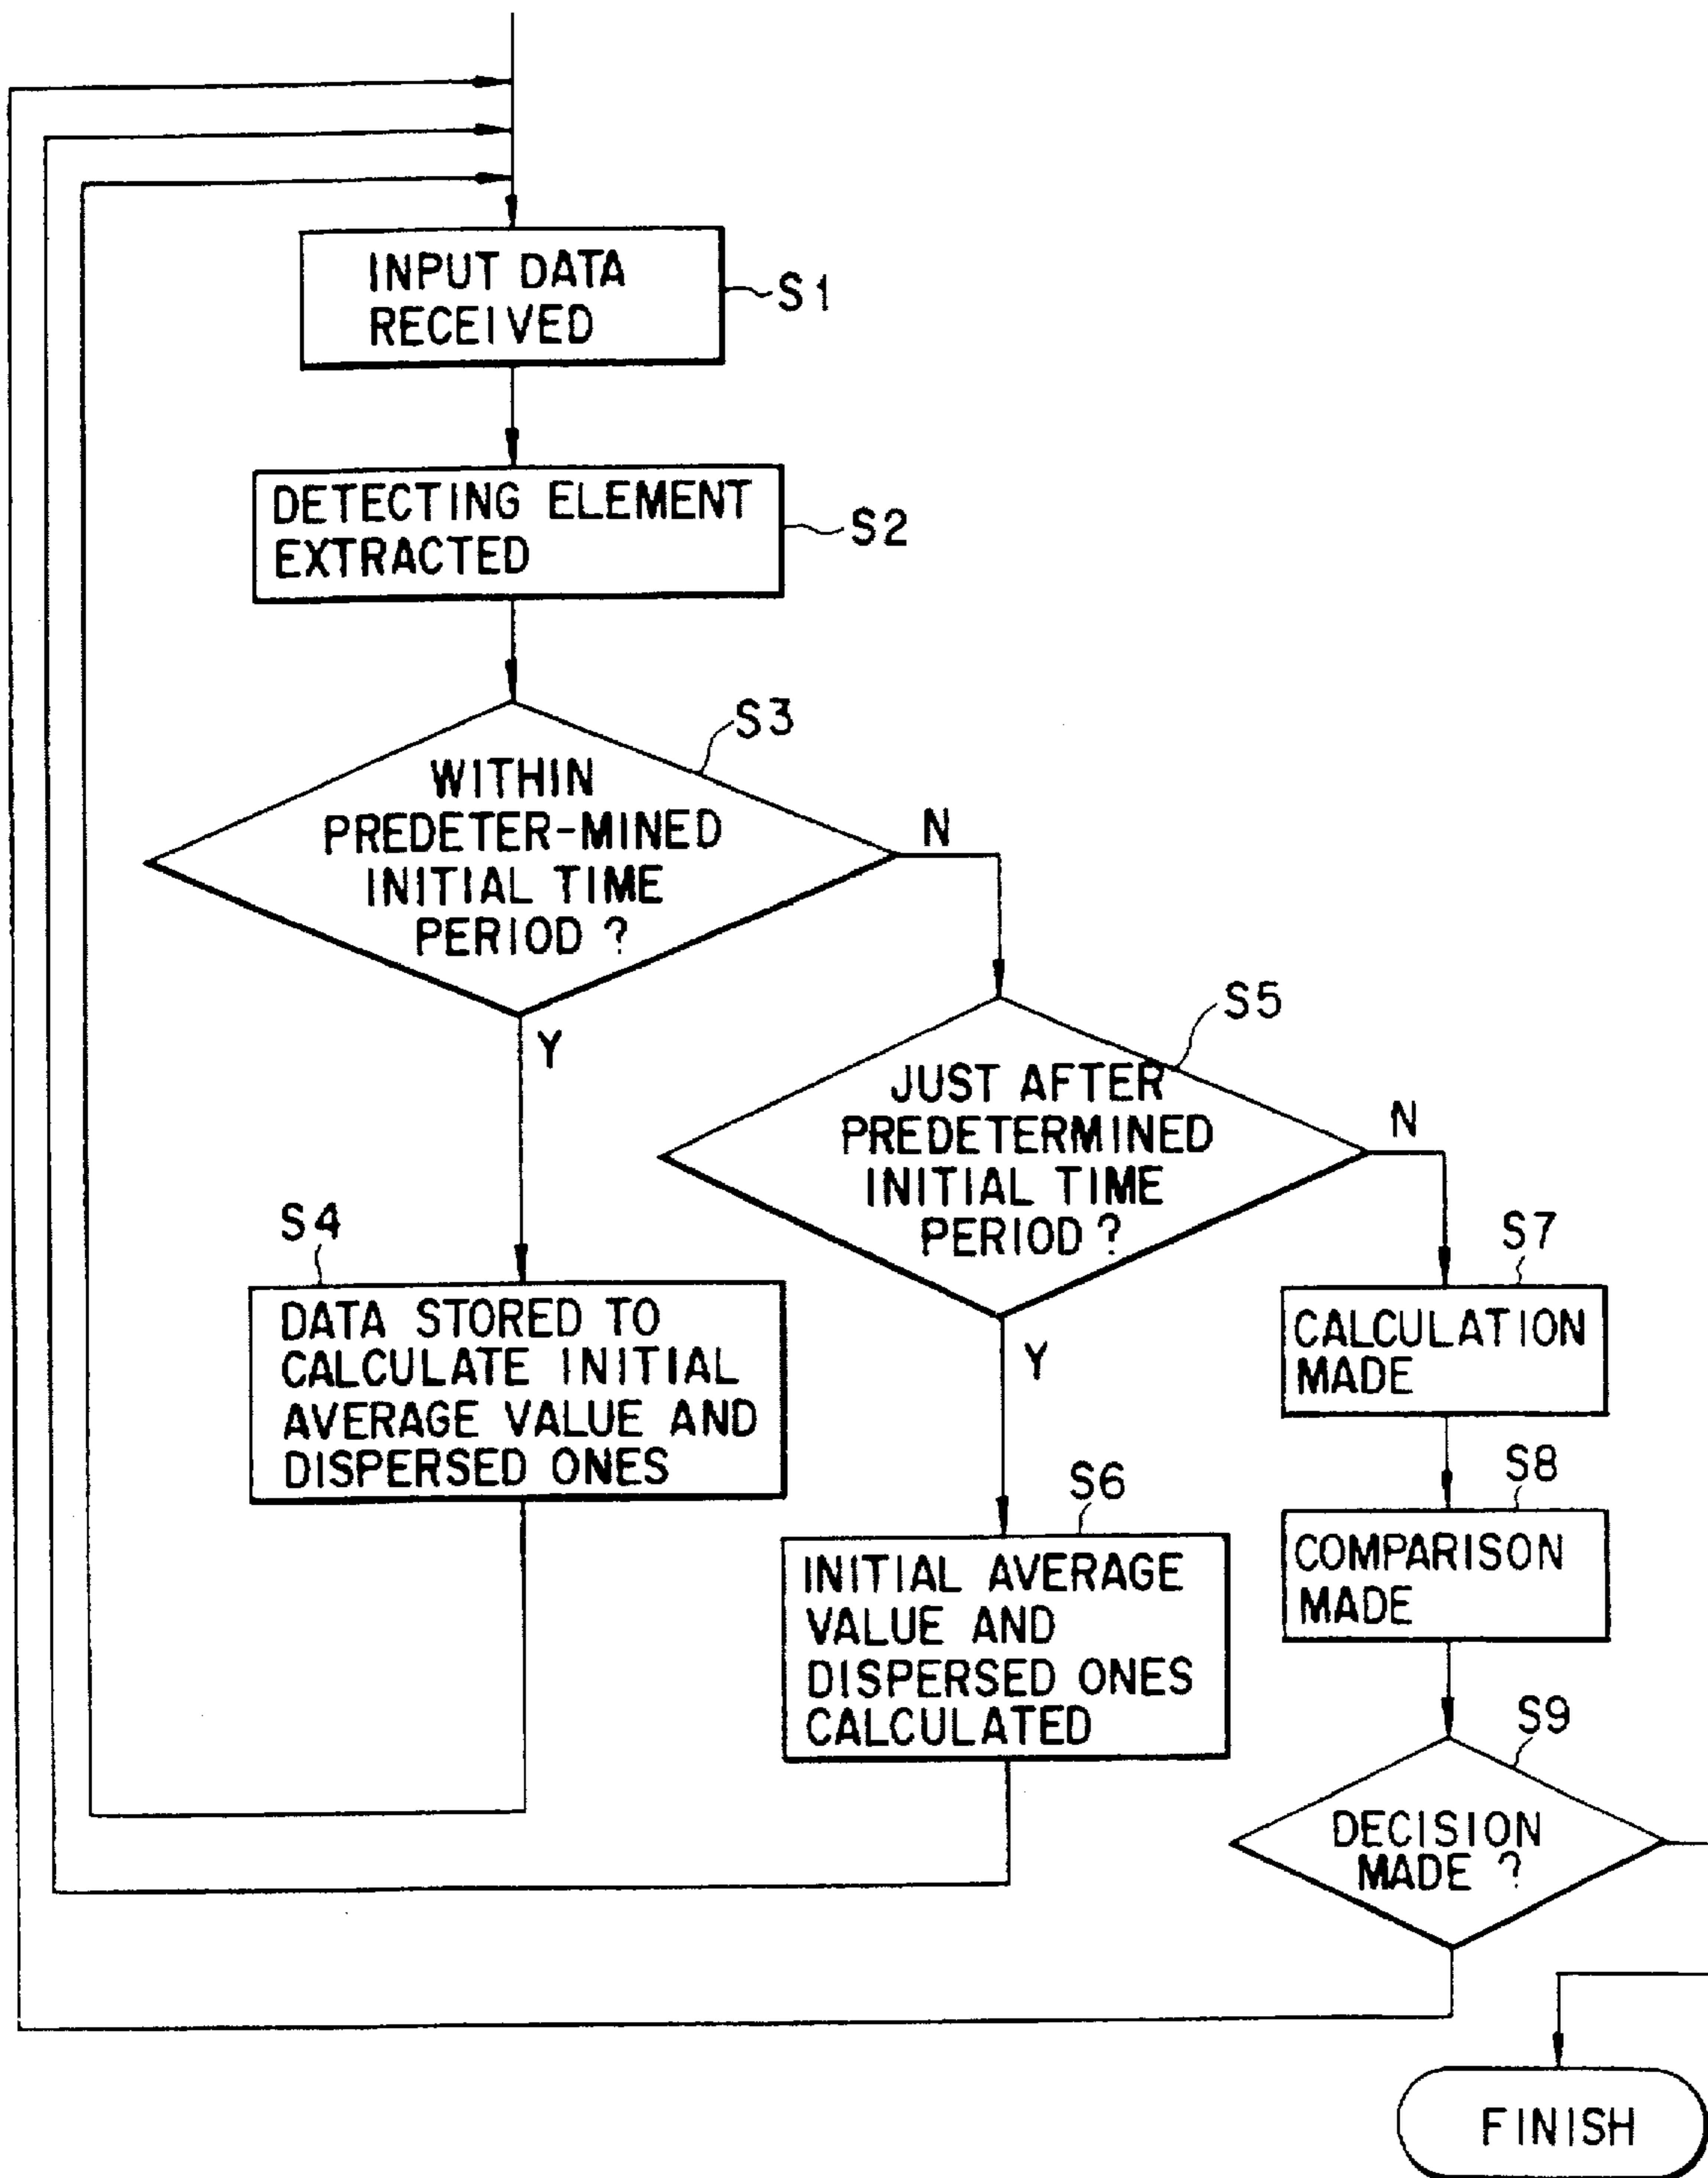 INPUT DATA
RECEIVED
S1
DETECTING ELEMENT
EXTRACTED
S2
S3
WITHIN
PREDETER-MINED
INITIAL TIME
PERIOD ?
N
Y
S5
JUST AFTER
PREDETERMINED
INITIAL TIME
PERIOD ?
N
Y
S4
DATA STORED TO
CALCULATE INITIAL
AVERAGE VALUE AND
DISPERSED ONES
S7
CALCULATION
MADE
S6
INITIAL AVERAGE
VALUE AND
DISPERSED ONES
CALCULATED
S8
COMPARISON
MADE
S9
DECISION
MADE ?
FINISH